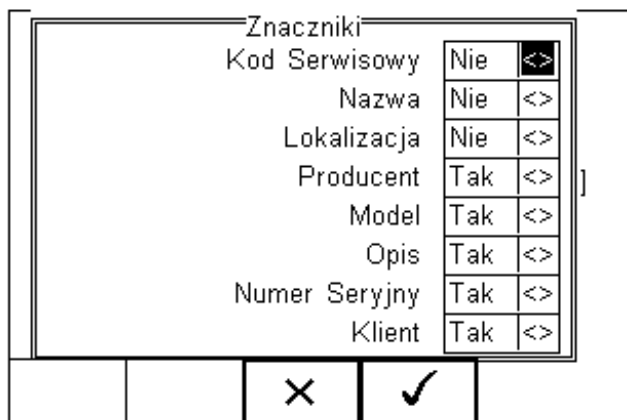 Znaczniki
Kod Serwisowy Nie <>
Nazwa Nie <>
Lokalizacja Nie <>
Producent Tak <>
Model Tak <>
Opis Tak <>
Numer Seryjny Tak <>
Klient Tak <>
]